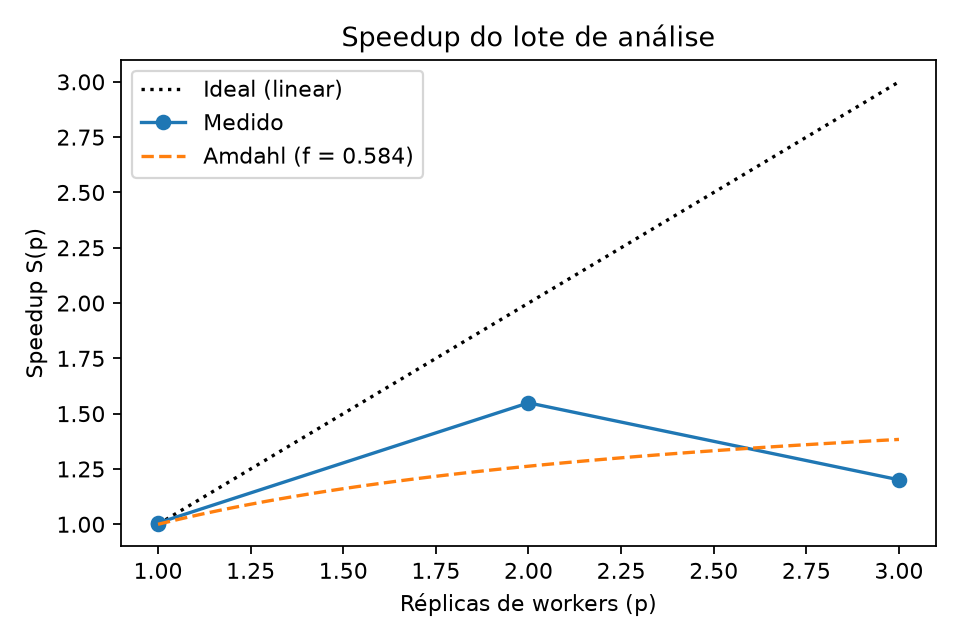 Speedup do lote de análise
Ideal (linear)
Medido
Amdahl (f = 0.584)
Speedup S(p)
3.00
2.75
2.50
2.25
2.00
1.75
1.50
1.25
1.00
1.00 1.25 1.50 1.75 2.00 2.25 2.50 2.75 3.00
Réplicas de workers (p)